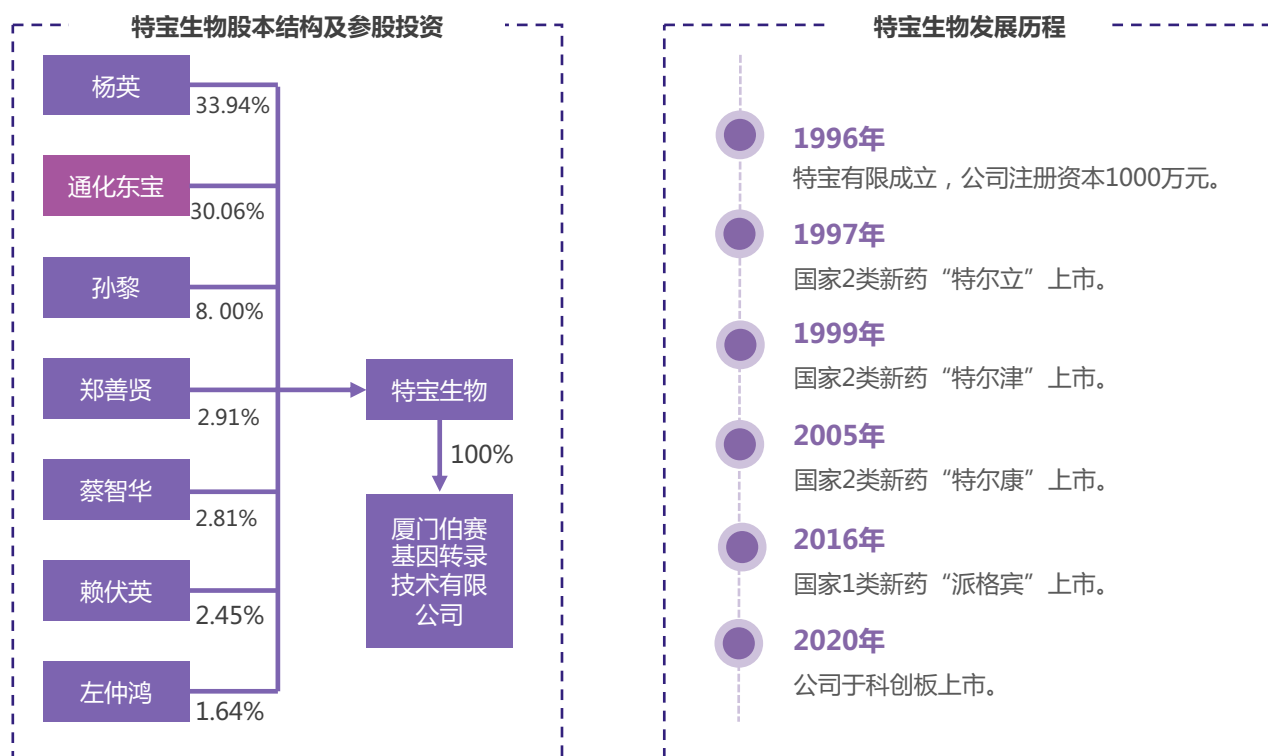 特宝生物股本结构及参股投资
杨英
33.94%
通化东宝
30.06%
孙黎
8. 00%
郑善贤
2.91%
蔡智华
2.81%
赖伏英
2.45%
左仲鸿
1.64%
特宝生物
100%
厦门伯赛
基因转录
技术有限
公司
特宝生物发展历程
1996年
特宝有限成立，公司注册资本1000万元。
1997年
国家2类新药“特尔立”上市。
1999年
国家2类新药“特尔津”上市。
2005年
国家2类新药“特尔康”上市。
2016年
国家1类新药“派格宾”上市。
2020年
公司于科创板上市。